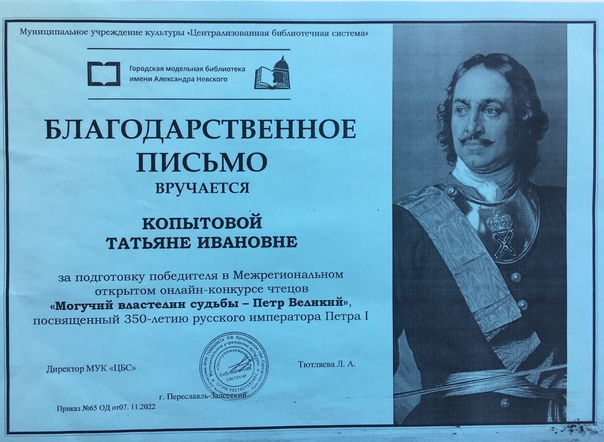 Муниципальное учреждение культуры «Централизованная библиотечная система»
Городская модельная библиотека
имени Александра Невского
БЛАГОДАРСТВЕННОЕ
ПИСЬМО
ВРУЧАЕТСЯ
КОПЫТОВОЙ
ТАТЬЯНЕ ИВАНОВНЕ
за подготовку победителя в Межрегиональном
открытом онлайн-конкурсе чтецов
«Могучий властелин судьбы – Петр Великий»,
посвященный 350-летию русского императора Петра I
Директор МУК «ЦБС»
Тютляева Л. А.
г. Переславль-Залесский
Приказ №65 ОД от07. 11.2022